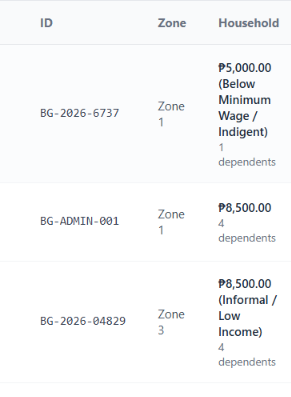 ID Zone Household
BG-2026-6737
Zone
1
₱5,000.00
(Below
Minimum
Wage /
Indigent)
1
dependents
BG-ADMIN-001
Zone
1
₱8,500.00
4
dependents
BG-2026-04829
Zone
3
₱8,500.00
(Informal /
Low
Income)
4
dependents